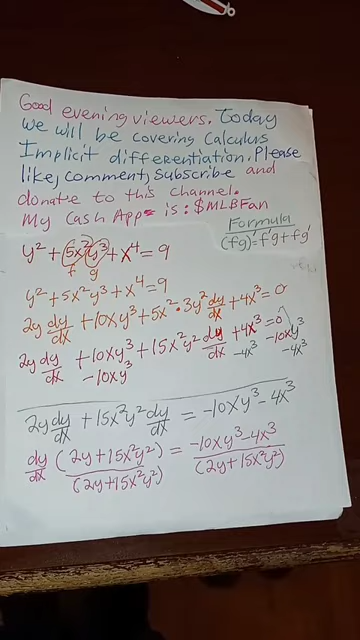 Good evening viewers. Today
we will be covering Calculus
Implicit differentiation. Please
like, comment, subscribe and
donate to this channel.
My Cash App is: $MLBFan
Formula
(fg)' = f'g + fg'
y² + (5x²)(y³) + x⁴ = 9
f g
y² + 5x²y³ + x⁴ = 9
2y dy/dx + 10xy³ + 5x² • 3y² dy/dx + 4x³ = 0
2y dy/dx + 10xy³ + 15x²y² dy/dx + 4x³ = 0 - 10xy³
- 10xy³ - 4x³ - 4x³
2y dy/dx + 15x²y² dy/dx = -10xy³ - 4x³
dy/dx (2y + 15x²y²)/(2y + 15x²y²) = (-10xy³ - 4x³)/(2y + 15x²y²)